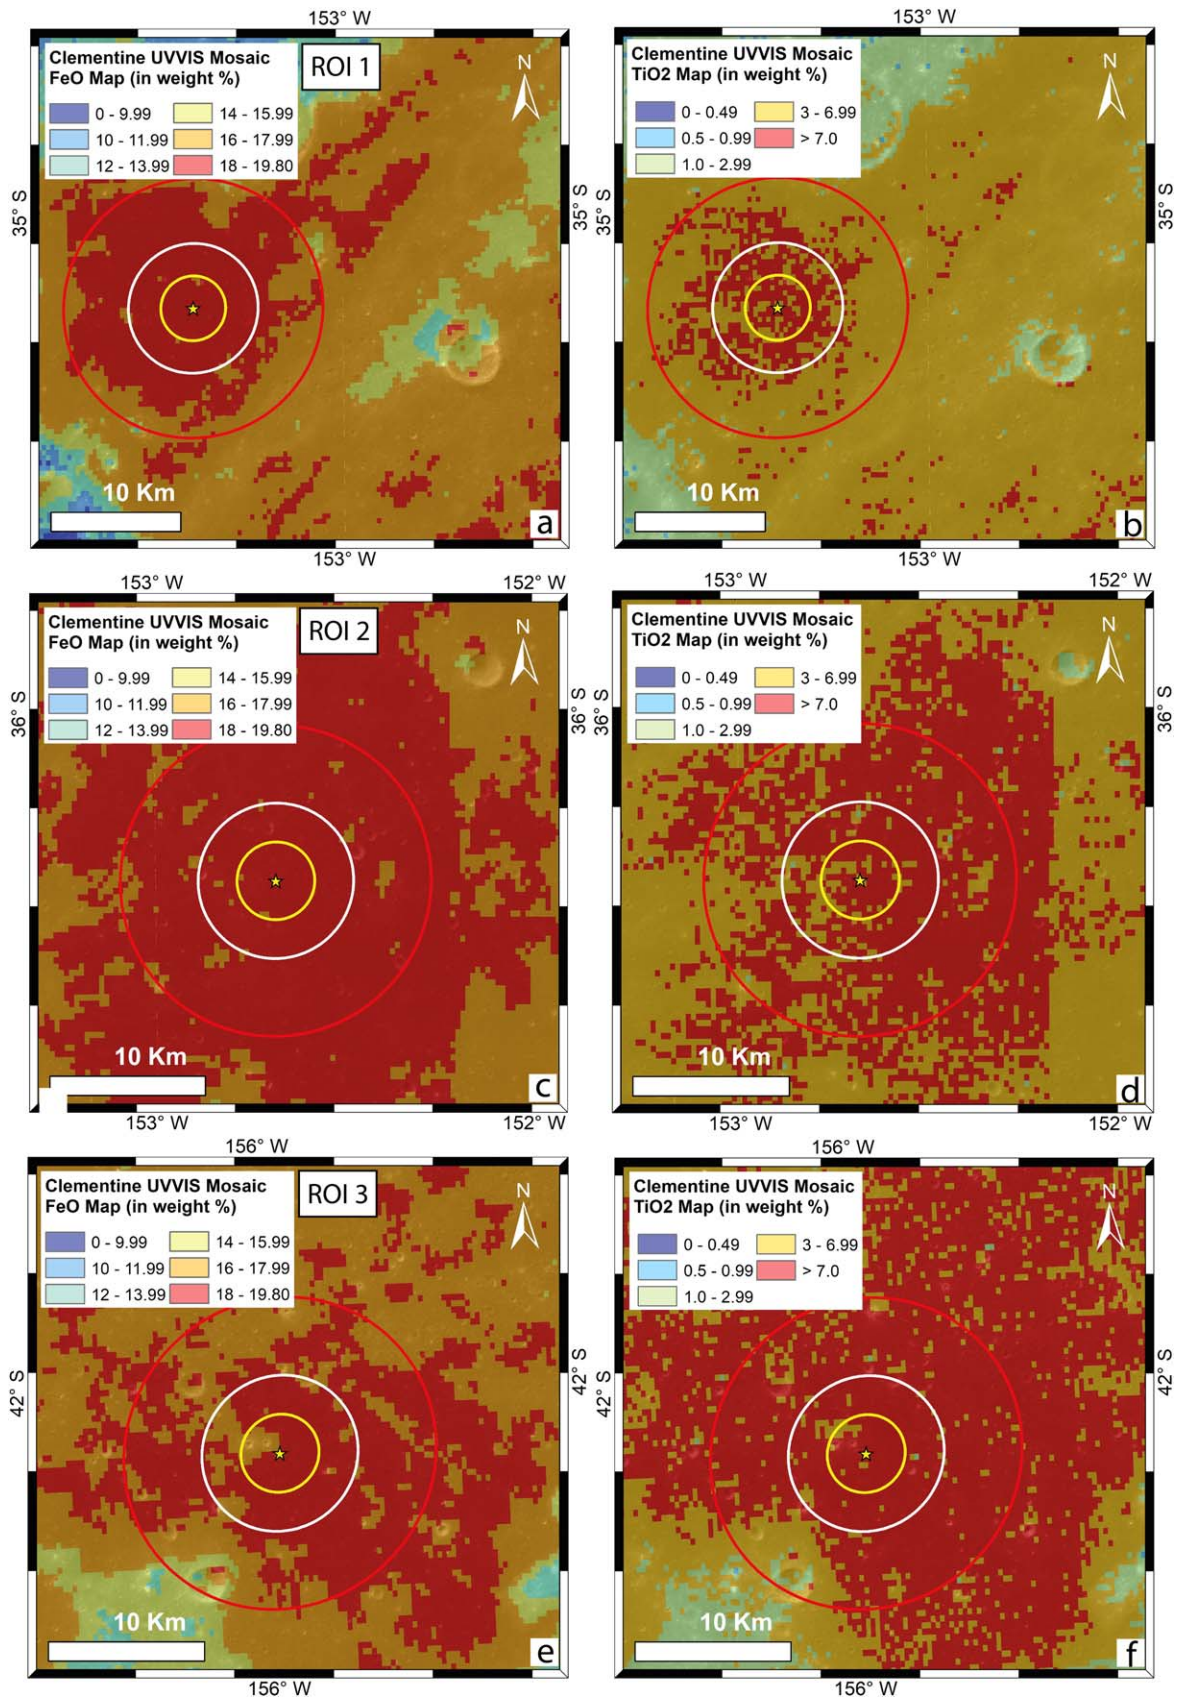 153° W
153° W
Clementine UVVIS Mosaic
FeO Map (in weight %)
0 - 9.99
14 - 15.99
10 - 11.99
16 - 17.99
12 - 13.99
18 - 19.80
ROI 1
N
35° S
35° S
10 Km
a
153° W
Clementine UVVIS Mosaic
TiO2 Map (in weight %)
0 - 0.49
3 - 6.99
0.5 - 0.99
> 7.0
1.0 - 2.99
N
35° S
10 Km
b
153° W
153° W
152° W
153° W
152° W
Clementine UVVIS Mosaic
FeO Map (in weight %)
0 - 9.99
14 - 15.99
10 - 11.99
16 - 17.99
12 - 13.99
18 - 19.80
ROI 2
N
36° S
36° S
10 Km
c
153° W
152° W
Clementine UVVIS Mosaic
TiO2 Map (in weight %)
0 - 0.49
3 - 6.99
0.5 - 0.99
> 7.0
1.0 - 2.99
N
36° S
36° S
10 Km
d
153° W
152° W
156° W
156° W
Clementine UVVIS Mosaic
FeO Map (in weight %)
0 - 9.99
14 - 15.99
10 - 11.99
16 - 17.99
12 - 13.99
18 - 19.80
ROI 3
N
42° S
42° S
10 Km
e
156° W
Clementine UVVIS Mosaic
TiO2 Map (in weight %)
0 - 0.49
3 - 6.99
0.5 - 0.99
> 7.0
1.0 - 2.99
N
42° S
42° S
10 Km
f
156° W